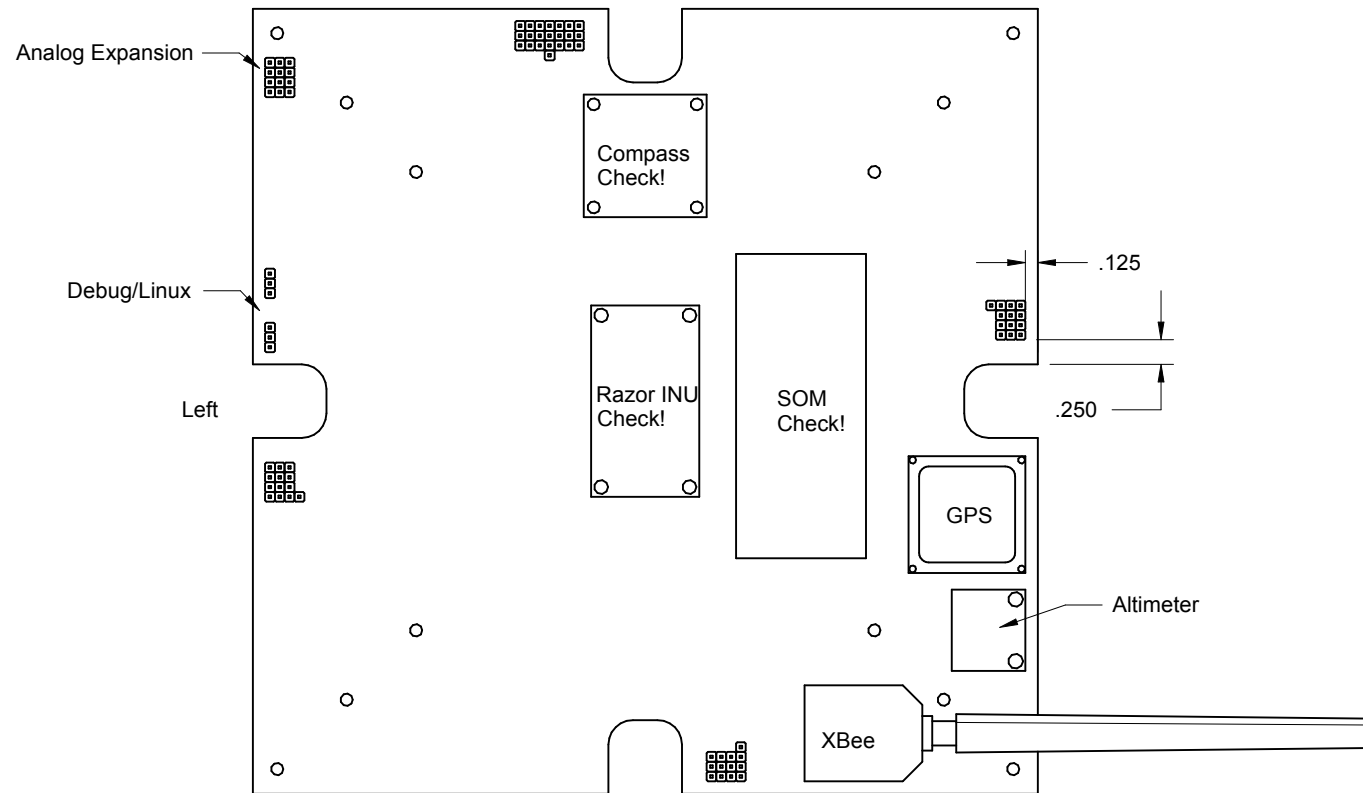 Analog Expansion
Compass
Check!
.125
Debug/Linux
Razor INU
Check!
SOM
Check!
Left
.250
GPS
Altimeter
XBee